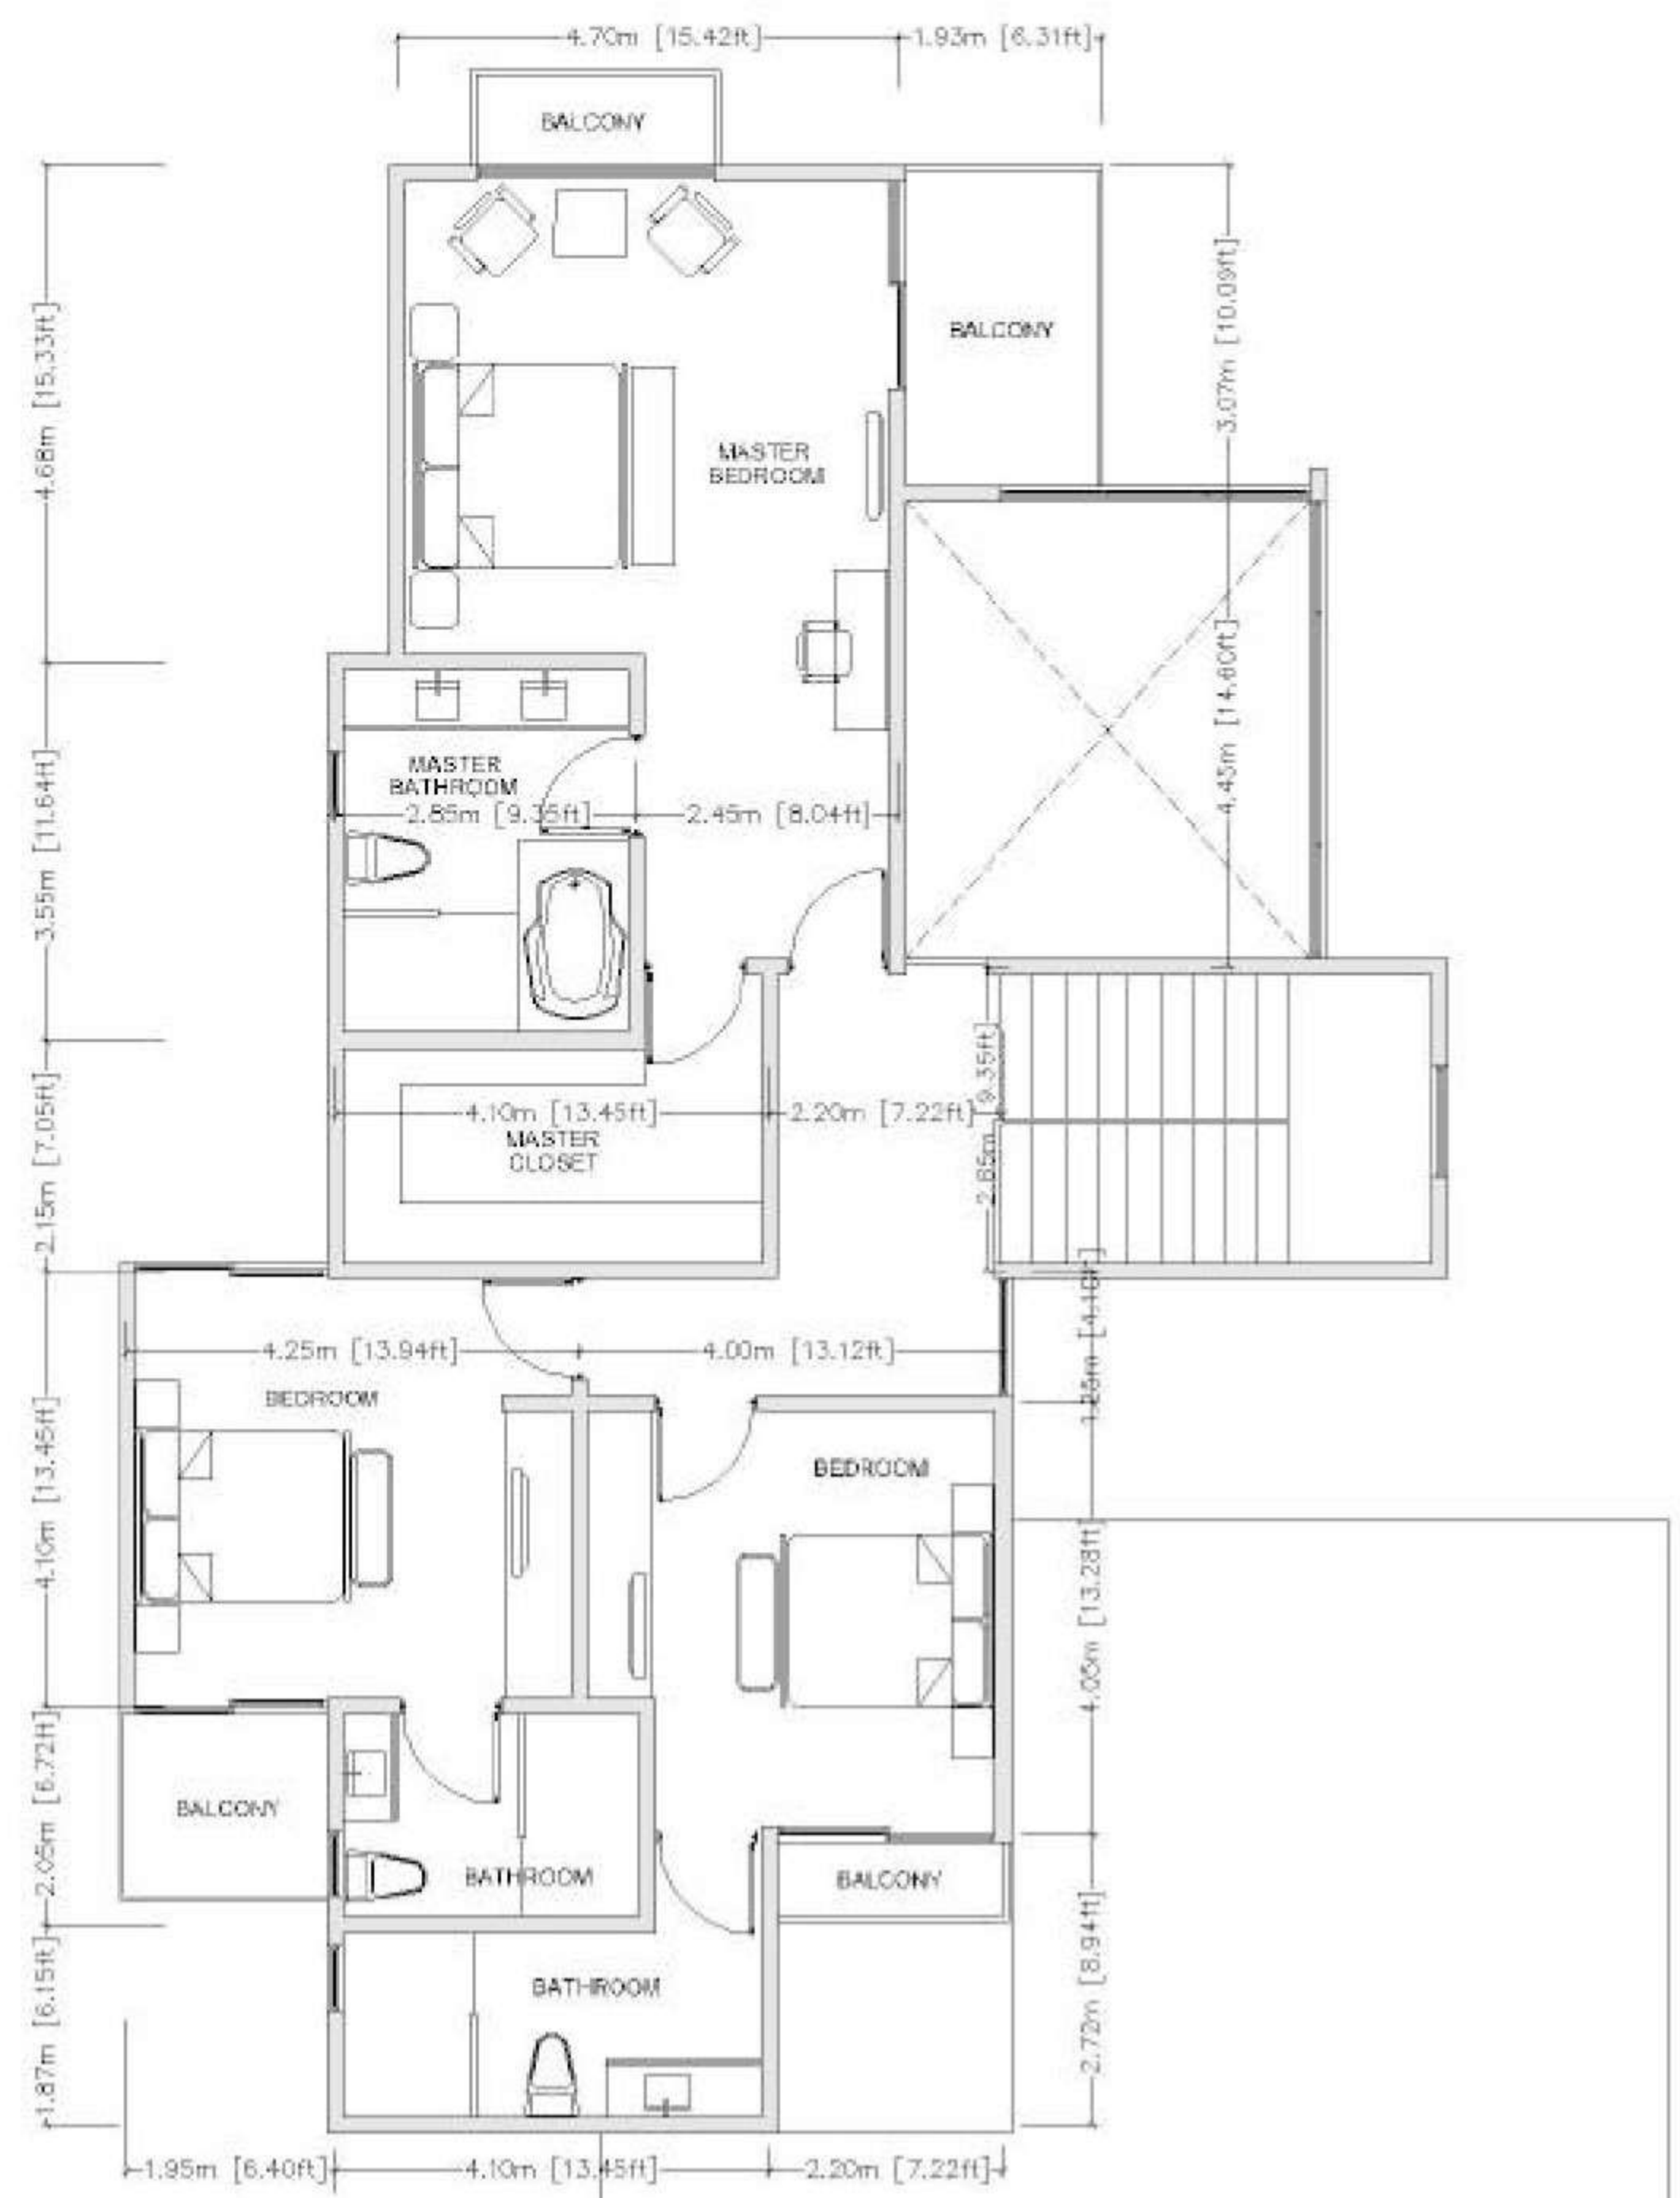 4.70m [15.42ft]
1.93m [6.31ft]
BALCONY
BALCONY
3.07m [10.09ft]
4.68m [15.33ft]
MASTER
BEDROOM
4.45m [14.60ft]
MASTER
BATHROOM
2.85m [9.35ft]
2.45m [8.04ft]
3.55m [11.64ft]
4.10m [13.45ft]
2.20m [7.22ft]
MASTER
CLOSET
[9.35ft]
2.15m [7.05ft]
4.25m [13.94ft]
4.00m [13.12ft]
1.25m [4.10ft]
BEDROOM
BEDROOM
4.10m [13.45ft]
4.05m [13.28ft]
BALCONY
2.05m [6.72ft]
BATHROOM
BALCONY
BATHROOM
1.87m [6.15ft]
2.72m [8.94ft]
1.95m [6.40ft]
4.10m [13.45ft]
2.20m [7.22ft]